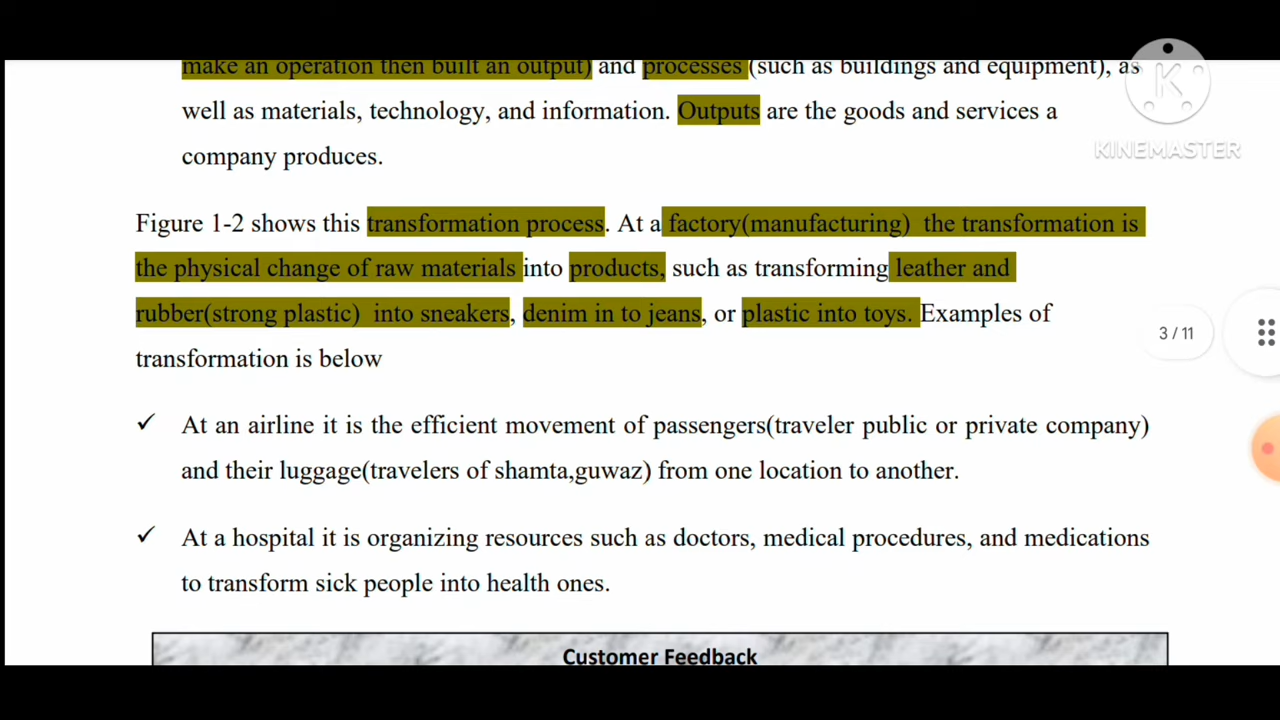 make an operation then built an output) and processes (such as buildings and equipment), as
well as materials, technology, and information. Outputs are the goods and services a
company produces.
Figure 1-2 shows this transformation process. At a factory(manufacturing)  the transformation is
the physical change of raw materials into products, such as transforming leather and
rubber(strong plastic)  into sneakers, denim in to jeans, or plastic into toys. Examples of
transformation is below
✓ At an airline it is the efficient movement of passengers(traveler public or private company)
and their luggage(travelers of shamta,guwaz) from one location to another.
✓ At a hospital it is organizing resources such as doctors, medical procedures, and medications
to transform sick people into health ones.
Customer Feedback
3 / 11
K
KINEMASTER